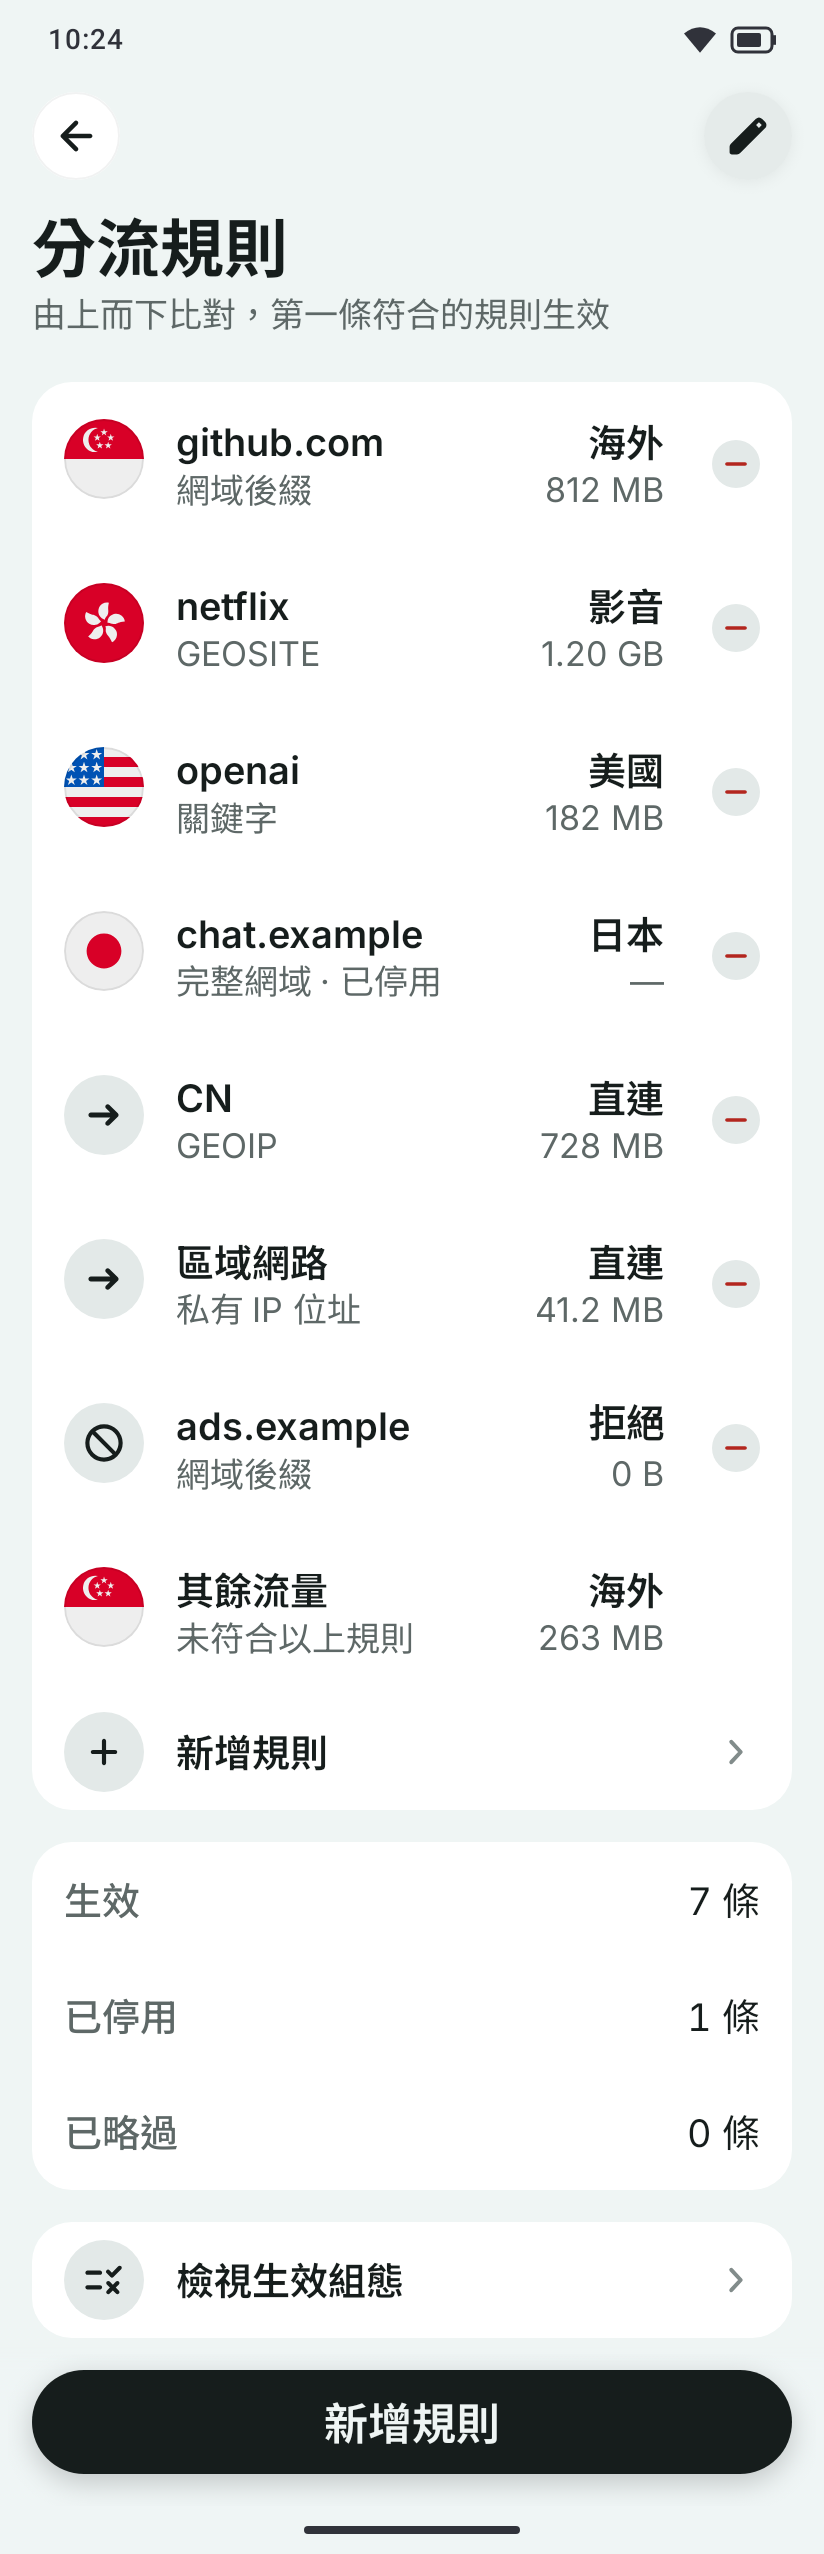 10:24
分流規則
由上而下比對，第一條符合的規則生效
github.com 海外
網域後綴 812 MB
netflix 影音
GEOSITE 1.20 GB
openai 美國
關鍵字 182 MB
chat.example 日本
完整網域 · 已停用 —
CN 直連
GEOIP 728 MB
區域網路 直連
私有 IP 位址 41.2 MB
ads.example 拒絕
網域後綴 0 B
其餘流量 海外
未符合以上規則 263 MB
新增規則
生效 7 條
已停用 1 條
已略過 0 條
檢視生效組態
新增規則